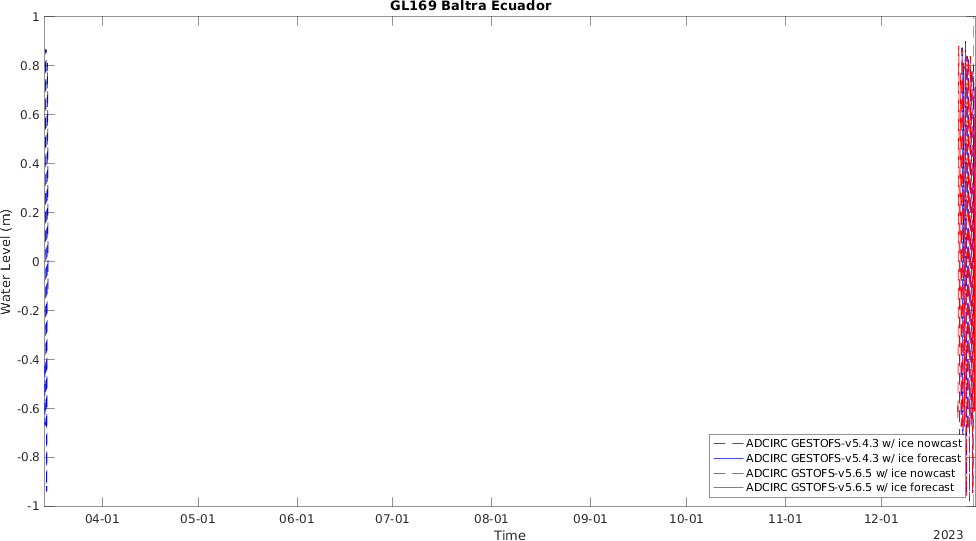 GL169 Baltra Ecuador
1
0.8
0.6
0.4
0.2
0
-0.2
-0.4
-0.6
-0.8
-1
Water Level (m)
ADCIRC GESTOFS-v5.4.3 w/ ice nowcast
ADCIRC GESTOFS-v5.4.3 w/ ice forecast
ADCIRC GSTOFS-v5.6.5 w/ ice nowcast
ADCIRC GSTOFS-v5.6.5 w/ ice forecast
04-01 05-01 06-01 07-01 08-01 09-01 10-01 11-01 12-01
Time
2023